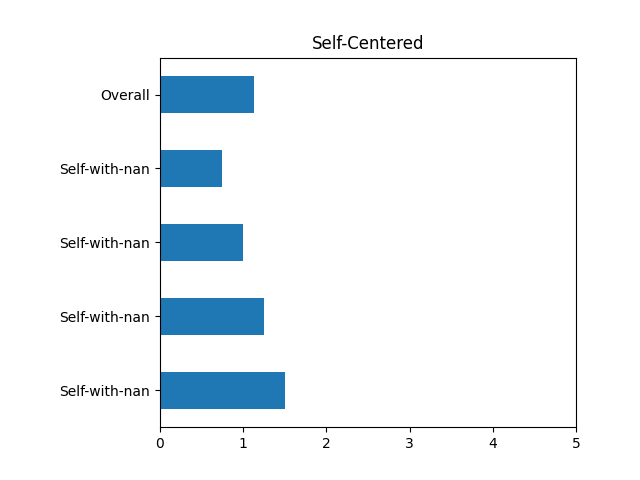 Self-Centered
Overall
Self-with-nan
Self-with-nan
Self-with-nan
Self-with-nan
0 1 2 3 4 5